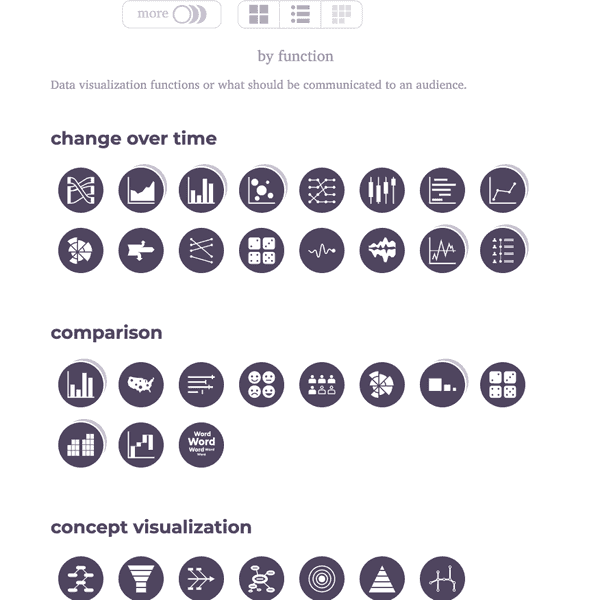 more
by function
Data visualization functions or what should be communicated to an audience.
change over time
comparison
Word
Word
Word Word
Word
concept visualization